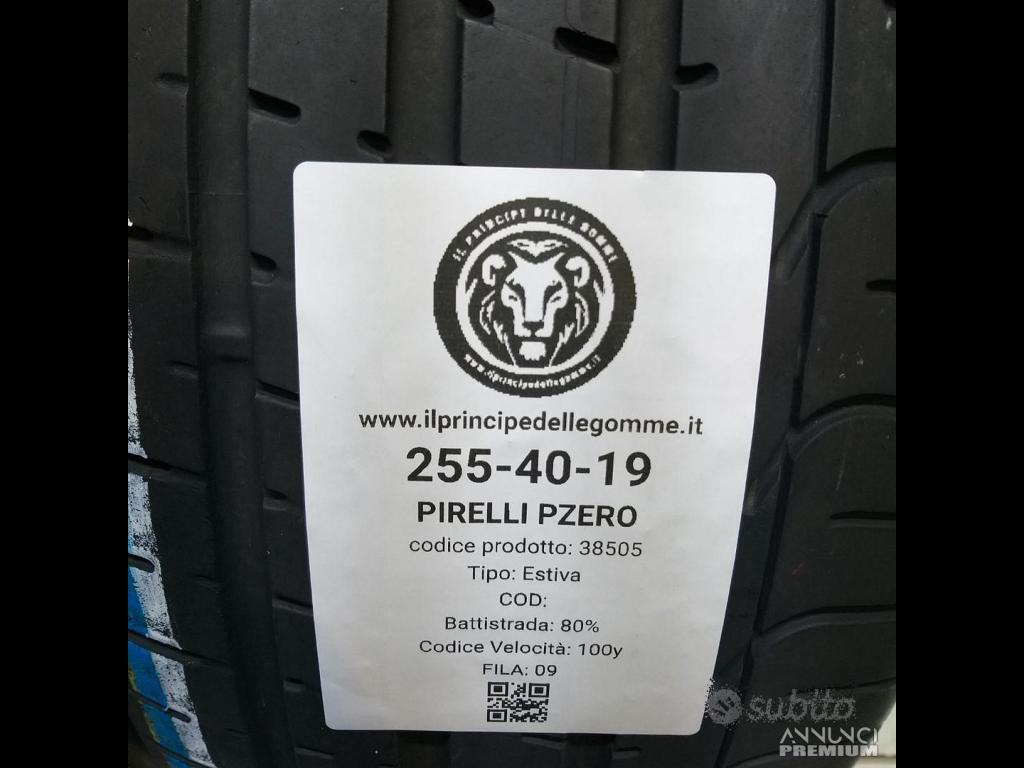 IL PRINCIPE DELLE GOMME
www.ilprincipedellegomme.it
www.ilprincipedellegomme.it
255-40-19
PIRELLI PZERO
codice prodotto: 38505
Tipo: Estiva
COD:
Battistrada: 80%
Codice Velocità: 100y
FILA: 09
subito
ANNUNCI
PREMIUM